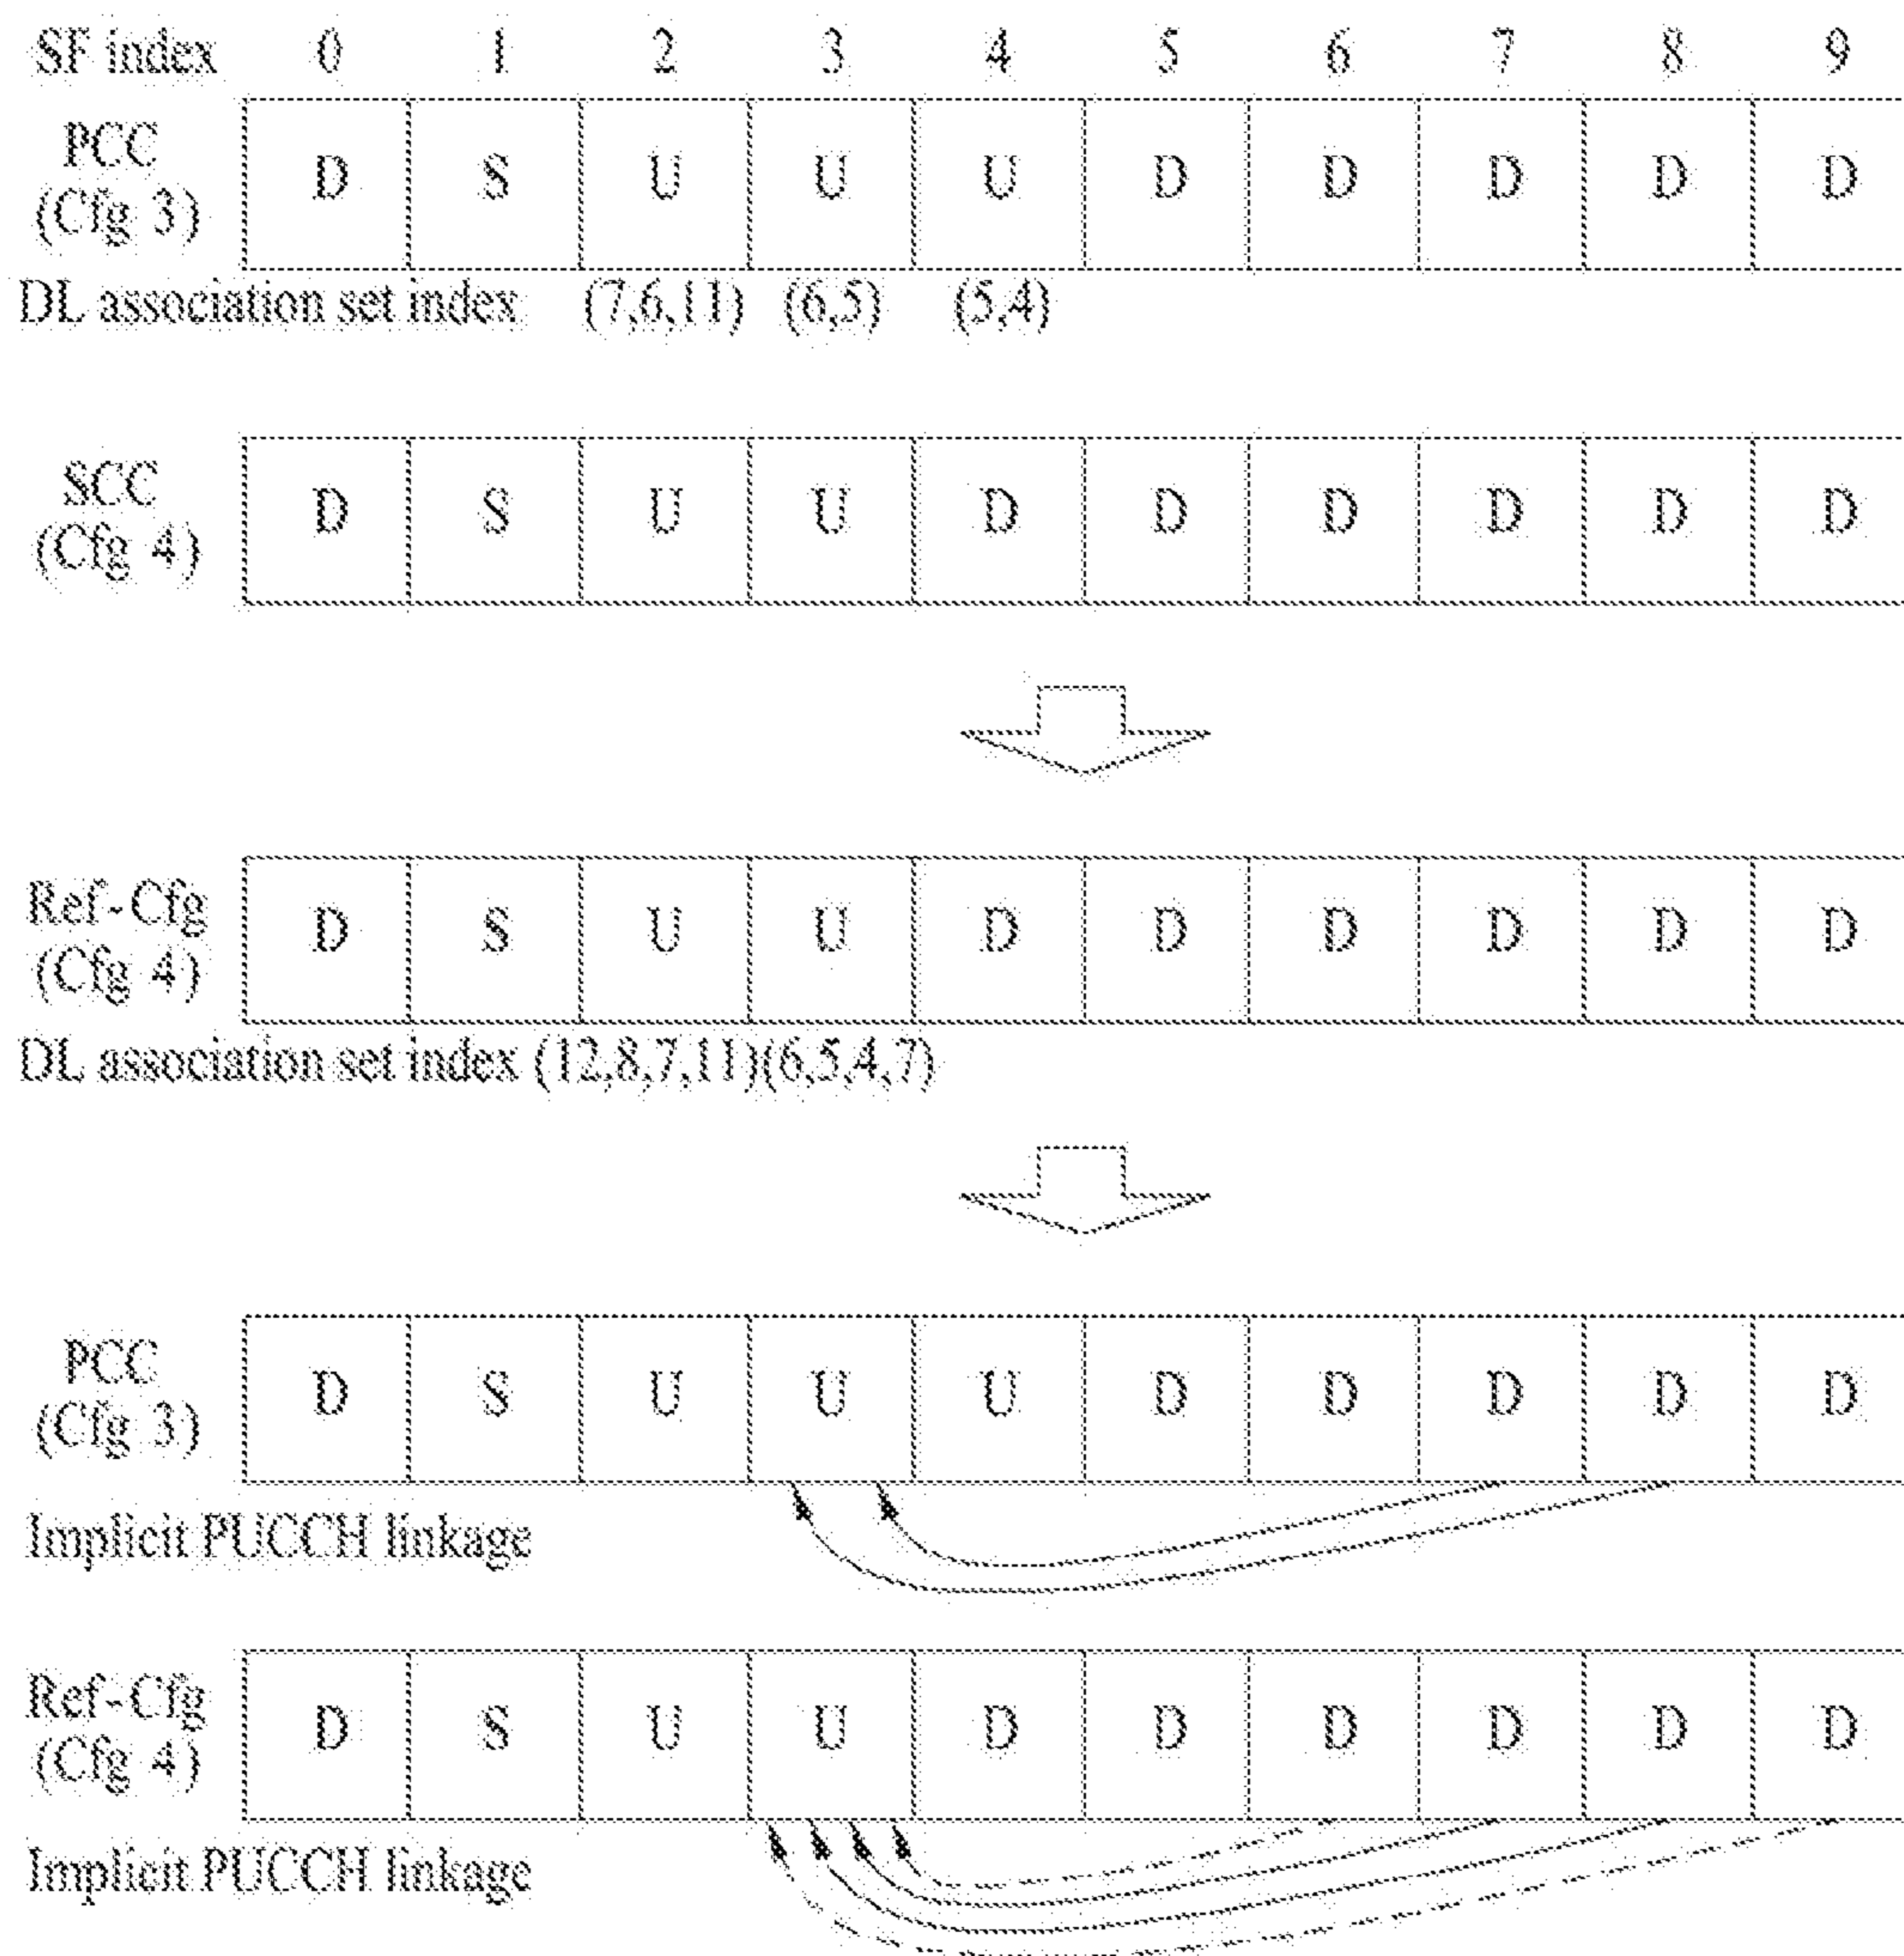 SF index 0 1 2 3 4 5 6 7 8 9
PCC
(Cfg 3)
D S U U U D D D D D
DL association set index (7,6,11) (6,5) (5,4)
SCC
(Cfg 4)
D S U U D D D D D D
Ref-Cfg
(Cfg 4)
D S U U D D D D D D
DL association set index (12,8,7,11)(6,5,4,7)
PCC
(Cfg 3)
D S U U U D D D D D
Implicit PUCCH linkage
Ref-Cfg
(Cfg 4)
D S U U D D D D D D
Implicit PUCCH linkage